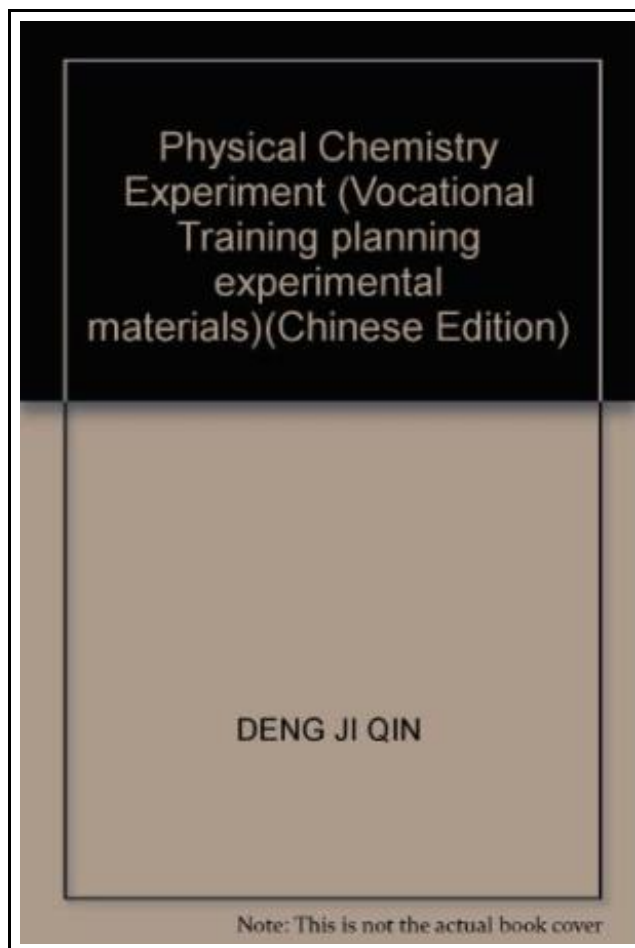 Physical Chemistry
Experiment (Vocational
Training planning
experimental
materials)(Chinese Edition)
DENG JI QIN
Note: This is not the actual book cover